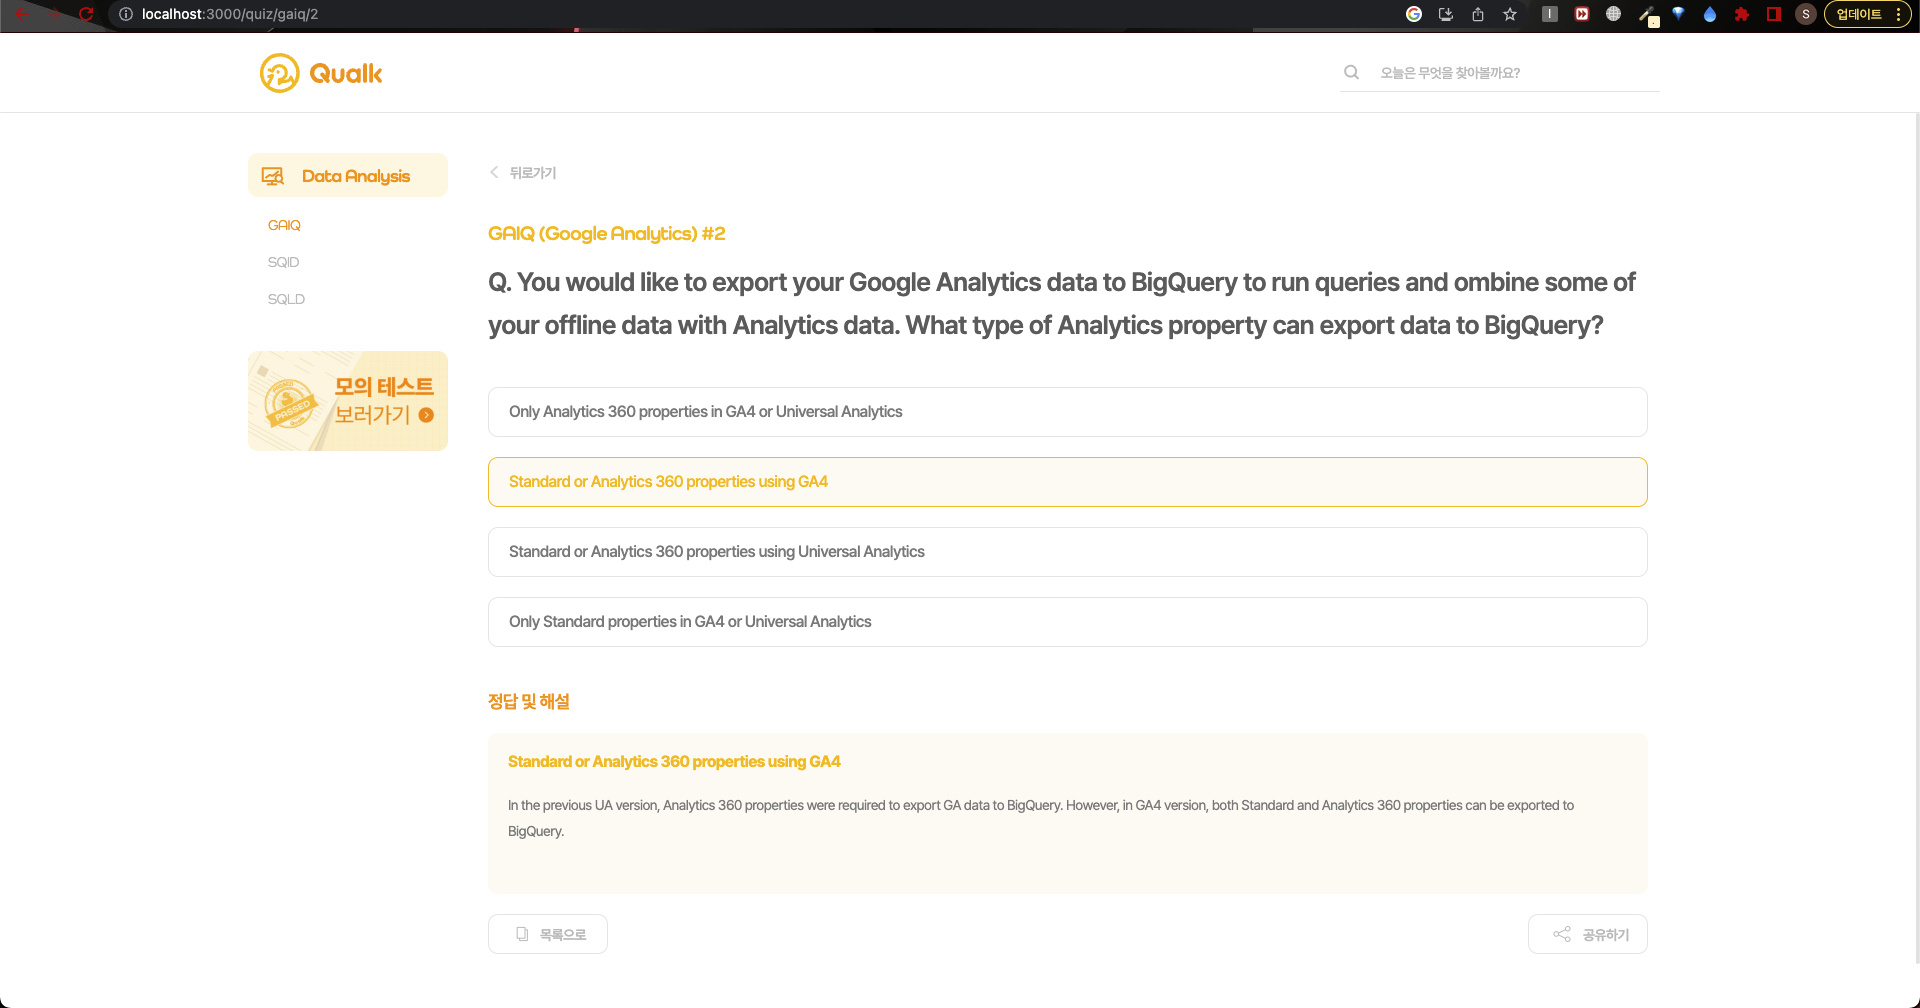 localhost:3000/quiz/gaiq/2
S
업데이트
Qualk
오늘은 무엇을 찾아볼까요?
Data Analysis
GAIQ
SQID
SQLD
PASSED
모의 테스트
보러가기
뒤로가기
GAIQ (Google Analytics) #2
Q. You would like to export your Google Analytics data to BigQuery to run queries and ombine some of
your offline data with Analytics data. What type of Analytics property can export data to BigQuery?
Only Analytics 360 properties in GA4 or Universal Analytics
Standard or Analytics 360 properties using GA4
Standard or Analytics 360 properties using Universal Analytics
Only Standard properties in GA4 or Universal Analytics
정답 및 해설
Standard or Analytics 360 properties using GA4
In the previous UA version, Analytics 360 properties were required to export GA data to BigQuery. However, in GA4 version, both Standard and Analytics 360 properties can be exported to
BigQuery.
목록으로
공유하기